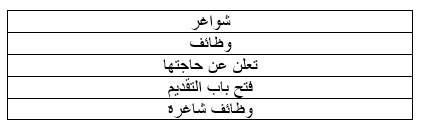 شواغر
وظائف
تعلن عن حاجتها
فتح باب التقديم
وظائف شاغرة